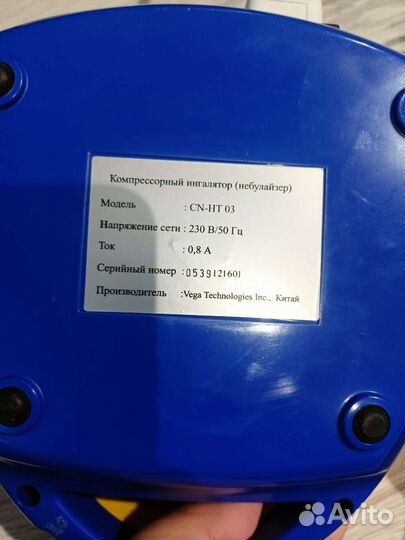 Компрессорный ингалятор (небулайзер)
Модель : CN-HT 03
Напряжение сети : 230 В/50 Гц
Ток : 0,8 А
Серийный номер : 0539121601
Производитель :Vega Technologies Inc., Китай
Avito